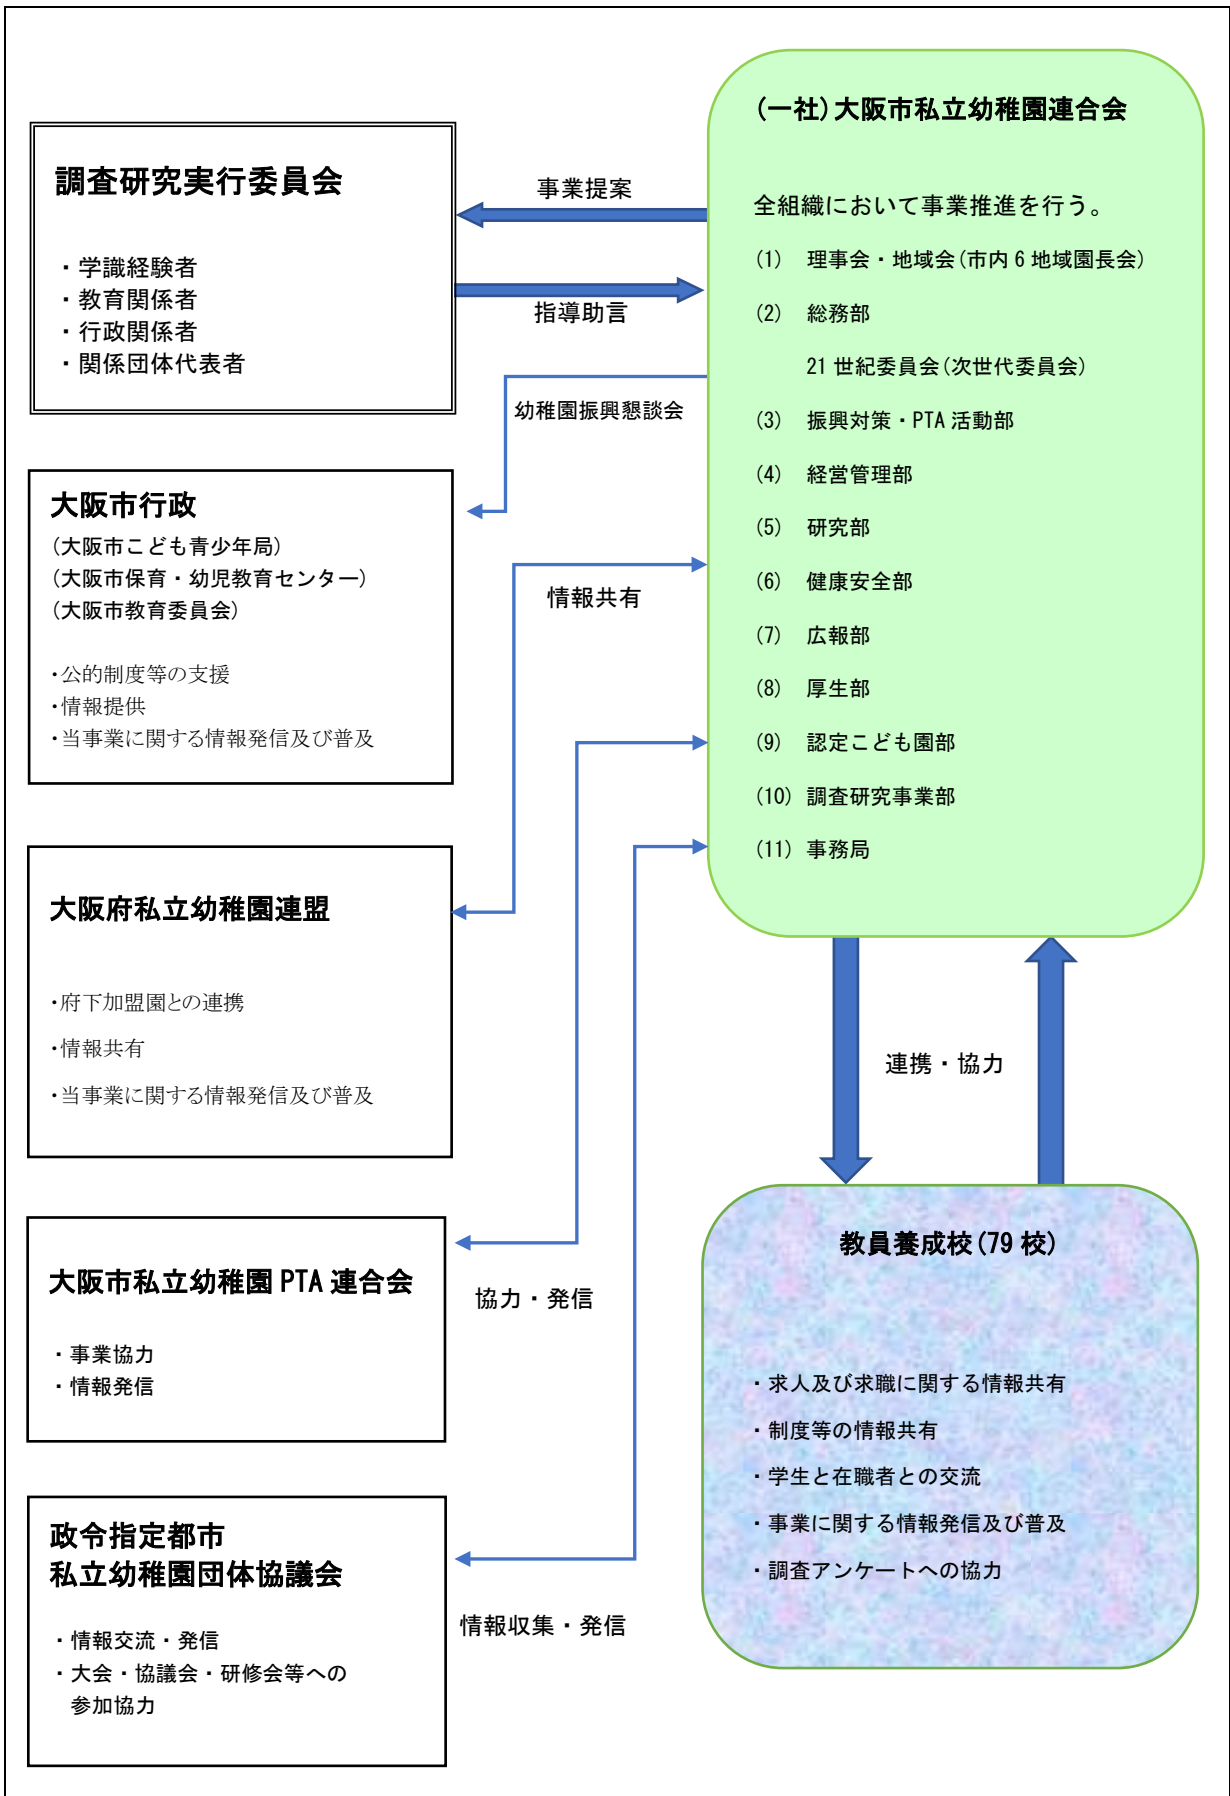 調査研究実行委員会
・学識経験者
・教育関係者
・行政関係者
・関係団体代表者
事業提案
指導助言
幼稚園振興懇談会
(一社)大阪市私立幼稚園連合会
全組織において事業推進を行う。
(1) 理事会・地域会(市内6地域園長会)
(2) 総務部
21世紀委員会(次世代委員会)
(3) 振興対策・PTA活動部
(4) 経営管理部
(5) 研究部
(6) 健康安全部
(7) 広報部
(8) 厚生部
(9) 認定こども園部
(10) 調査研究事業部
(11) 事務局
大阪市行政
(大阪市こども青少年局)
(大阪市保育・幼児教育センター)
(大阪市教育委員会)
・公的制度等の支援
・情報提供
・当事業に関する情報発信及び普及
情報共有
大阪府私立幼稚園連盟
・府下加盟園との連携
・情報共有
・当事業に関する情報発信及び普及
連携・協力
大阪市私立幼稚園PTA連合会
・事業協力
・情報発信
協力・発信
教員養成校(79校)
・求人及び求職に関する情報共有
・制度等の情報共有
・学生と在職者との交流
・事業に関する情報発信及び普及
・調査アンケートへの協力
政令指定都市
私立幼稚園団体協議会
・情報交流・発信
・大会・協議会・研修会等への
参加協力
情報収集・発信